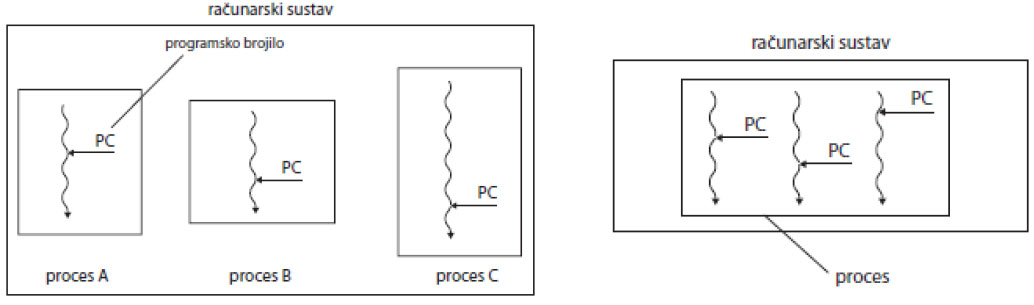 računarski sustav
programsko brojilo
PC
PC
PC
proces A
proces B
proces C
računarski sustav
PC
PC
PC
proces